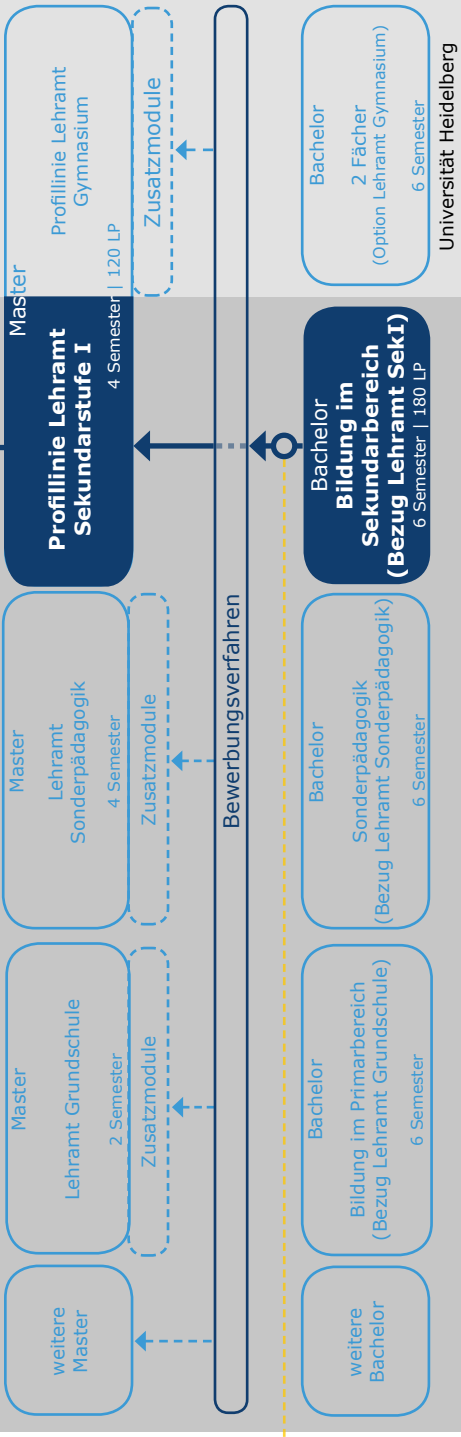 weitere
Master
Master
Lehramt Grundschule
2 Semester
Zusatzmodule
Master
Lehramt
Sonderpädagogik
4 Semester
Zusatzmodule
Master
Profillinie Lehramt
Sekundarstufe I
4 Semester | 120 LP
Profillinie Lehramt
Gymnasium
Zusatzmodule
Bewerbungsverfahren
weitere
Bachelor
Bachelor
Bildung im Primarbereich
(Bezug Lehramt Grundschule)
6 Semester
Bachelor
Sonderpädagogik
(Bezug Lehramt Sonderpädagogik)
6 Semester
Bachelor
Bildung im
Sekundarbereich
(Bezug Lehramt SekI)
6 Semester | 180 LP
Bachelor
2 Fächer
(Option Lehramt Gymnasium)
6 Semester
Universität Heidelberg